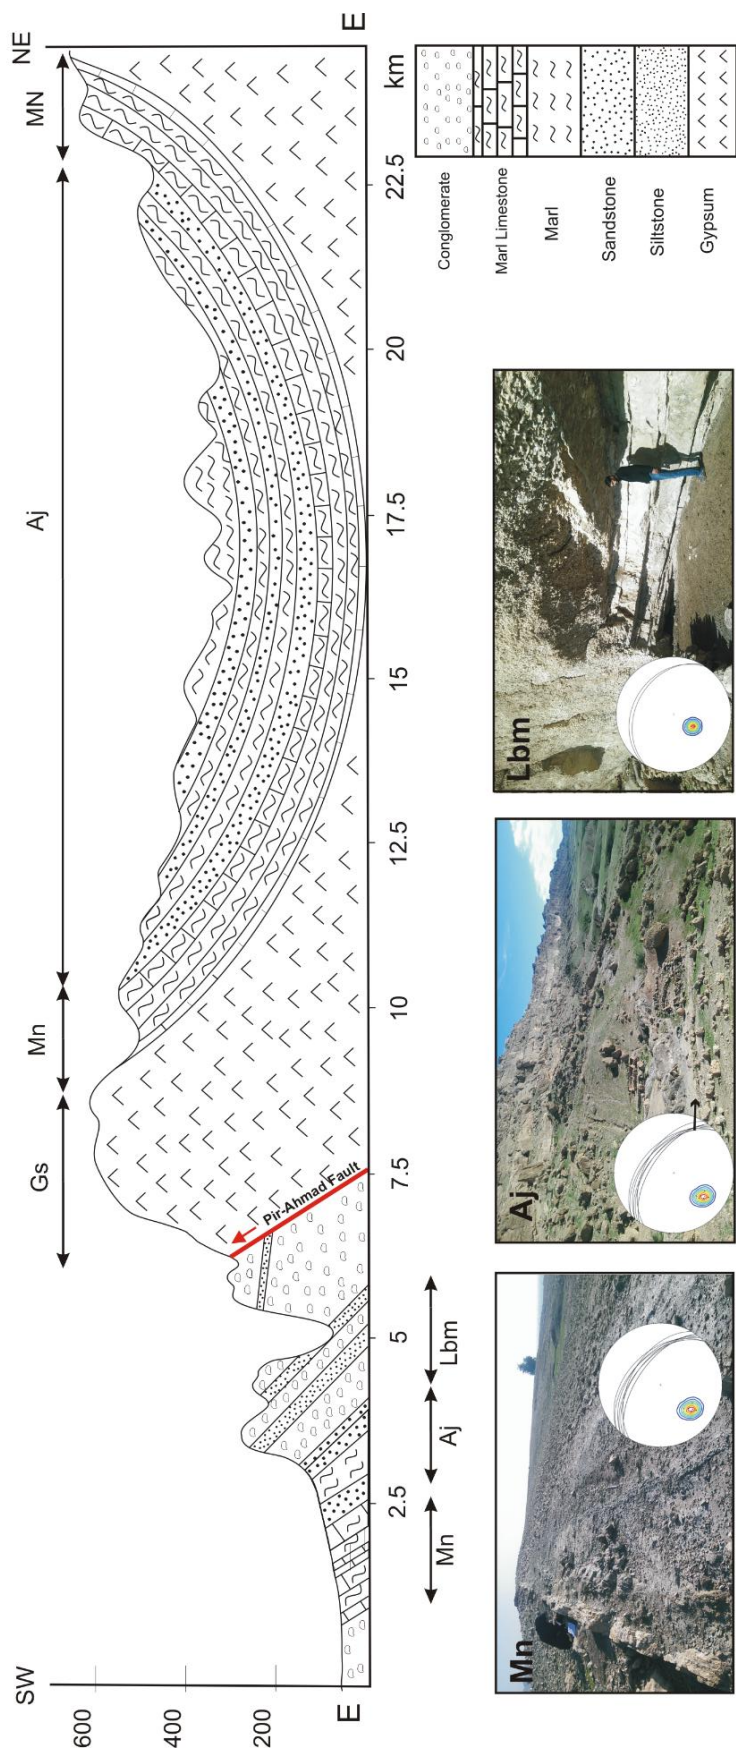 SW
NE
Gs
Mn
Aj
MN
600
400
200
Pir-Ahmad Fault
E
E
2.5
5
7.5
10
12.5
15
17.5
20
22.5
km
Mn
Aj
Lbm
Conglomerate
Marl Limestone
Marl
Sandstone
Siltstone
Gypsum
Mn
Aj
Lbm